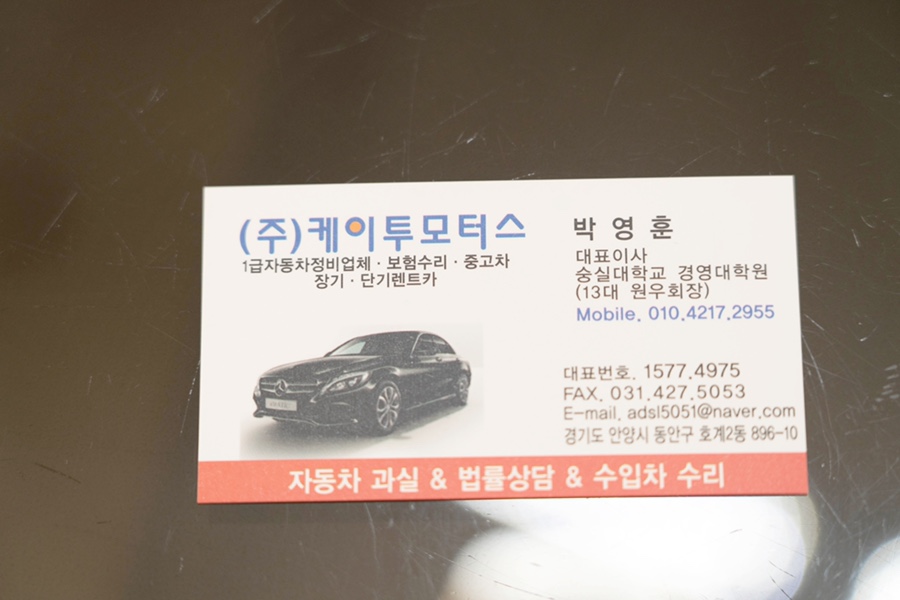 (주)케이투모터스
1급자동차정비업체 · 보험수리 · 중고차
장기 · 단기렌트카
박 영 훈
대표이사
숭실대학교 경영대학원
(13대 원우회장)
Mobile. 010.4217.2955
대표번호. 1577.4975
FAX. 031.427.5053
E-mail. adsl5051@naver.com
경기도 안양시 동안구 호계2동 896-10
자동차 과실 & 법률상담 & 수입차 수리